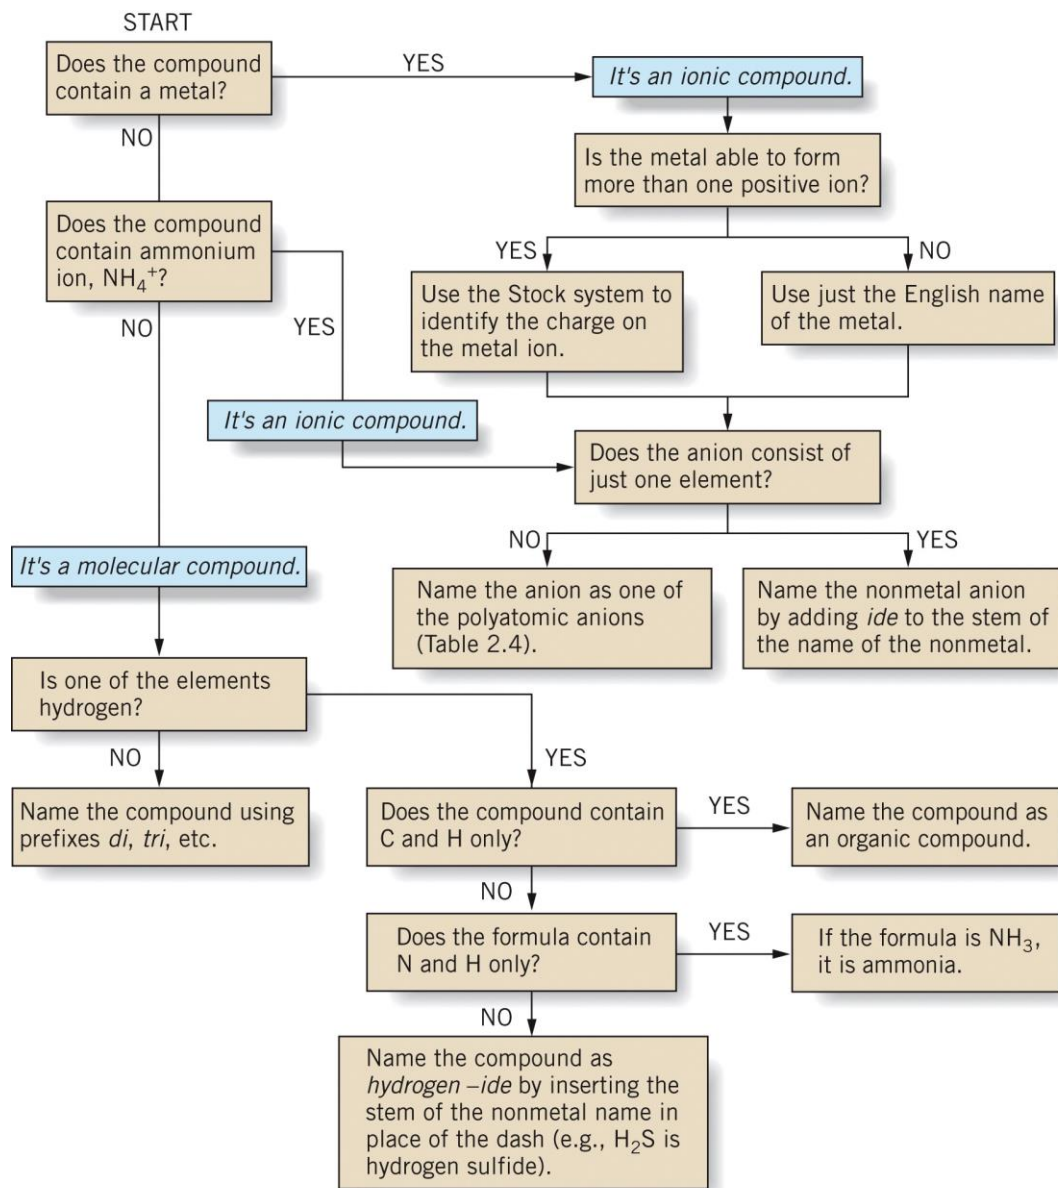 START
Does the compound
contain a metal?
YES
It's an ionic compound.
NO
Is the metal able to form
more than one positive ion?
Does the compound
contain ammonium
ion, NH₄⁺?
YES
NO
Use the Stock system to
identify the charge on
the metal ion.
Use just the English name
of the metal.
NO
YES
It's an ionic compound.
Does the anion consist of
just one element?
NO
YES
It's a molecular compound.
Name the anion as one of
the polyatomic anions
(Table 2.4).
Name the nonmetal anion
by adding ide to the stem of
the name of the nonmetal.
Is one of the elements
hydrogen?
NO
YES
Name the compound using
prefixes di, tri, etc.
Does the compound contain
C and H only?
YES
Name the compound as
an organic compound.
NO
Does the formula contain
N and H only?
YES
If the formula is NH₃,
it is ammonia.
NO
Name the compound as
hydrogen –ide by inserting the
stem of the nonmetal name in
place of the dash (e.g., H₂S is
hydrogen sulfide).